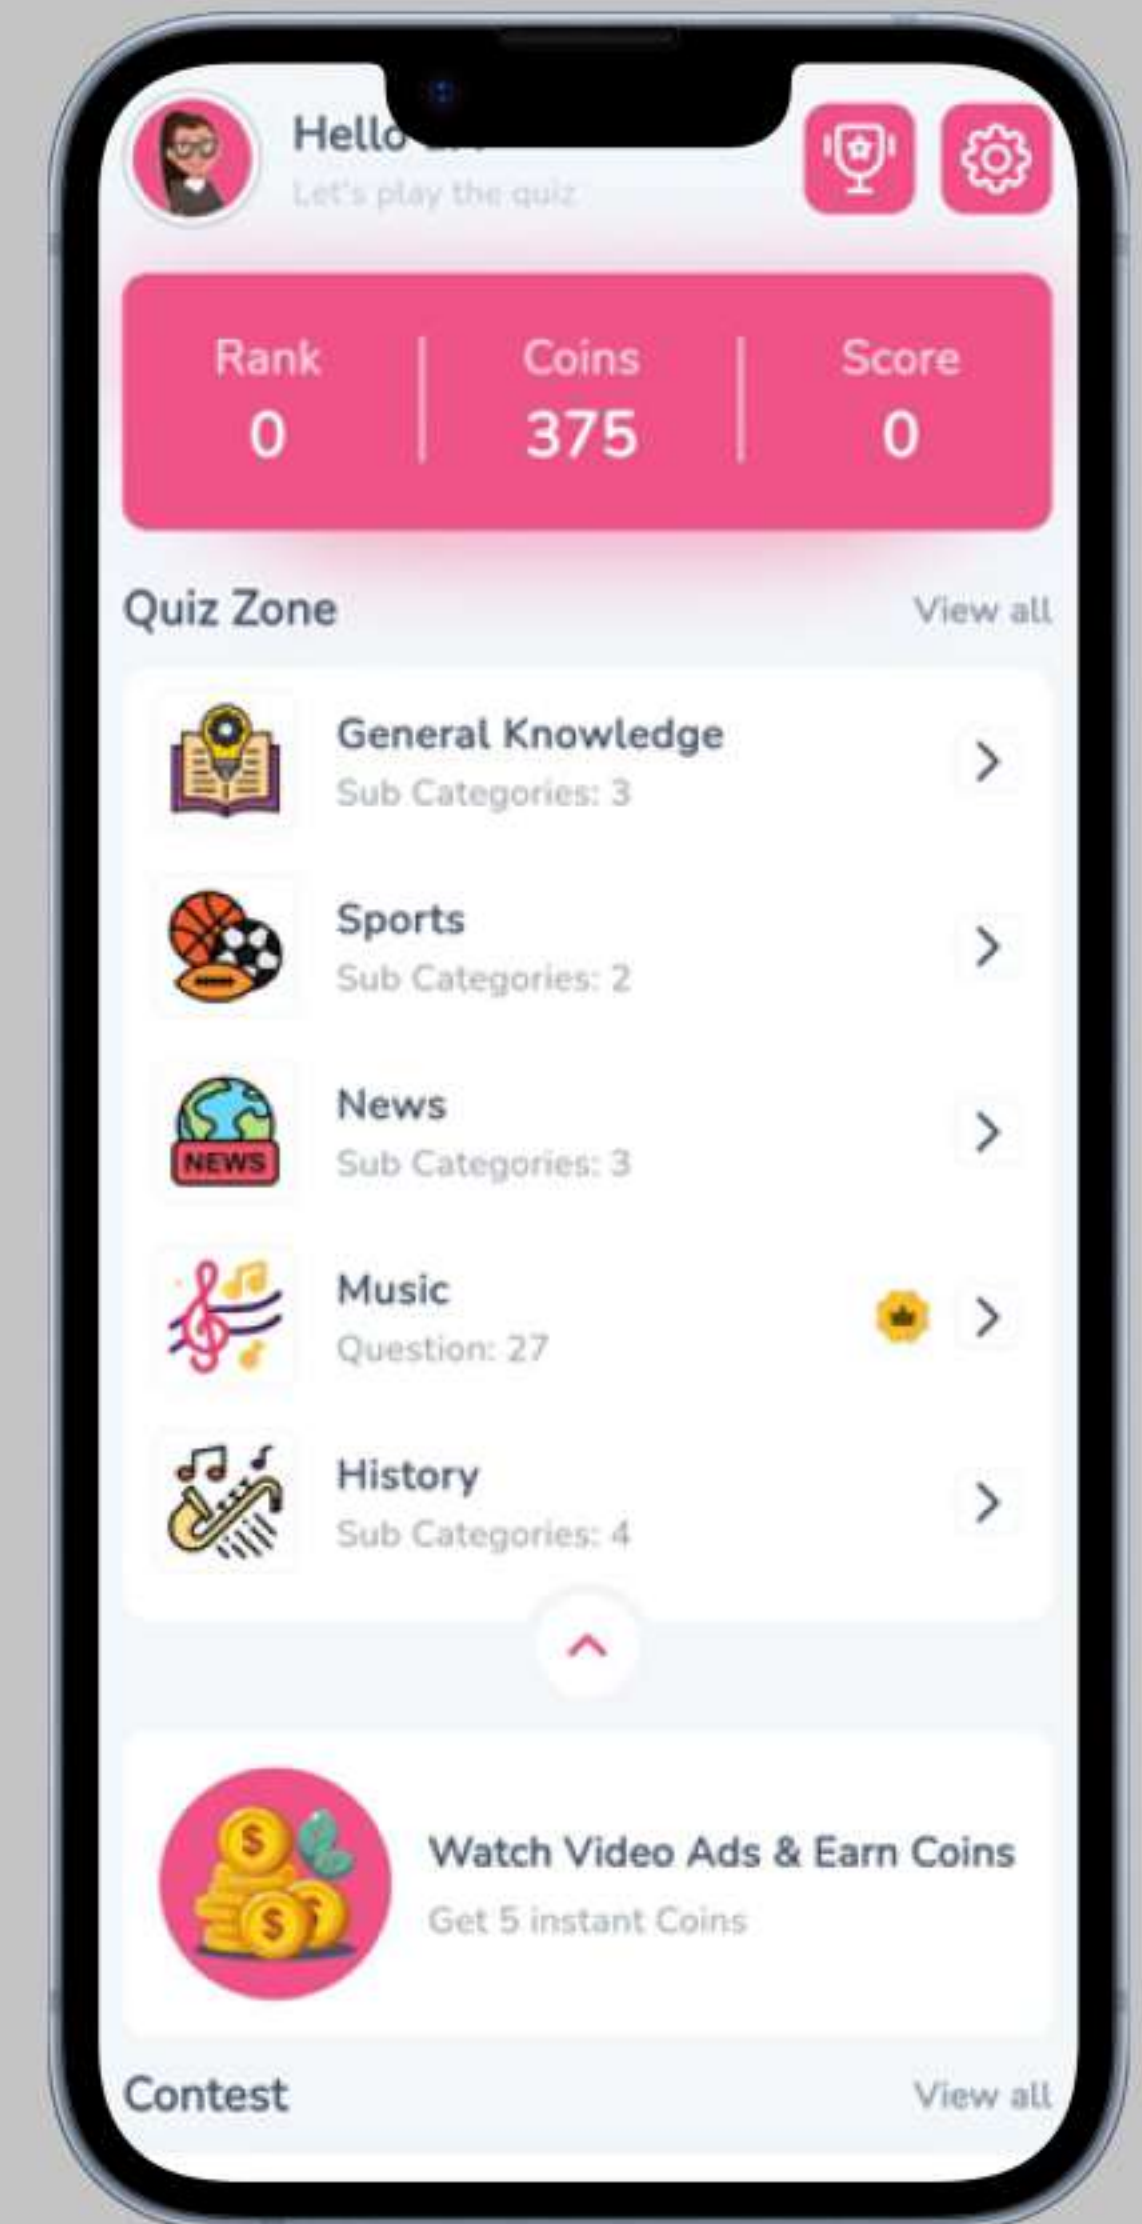 Hello
Let's play the quiz
Rank
Coins
Score
0
375
0
Quiz Zone
View all
General Knowledge
Sub Categories: 3
Sports
Sub Categories: 2
NEWS
News
Sub Categories: 3
Music
Question: 27
History
Sub Categories: 4
$
$
Watch Video Ads & Earn Coins
Get 5 instant Coins
Contest
View all